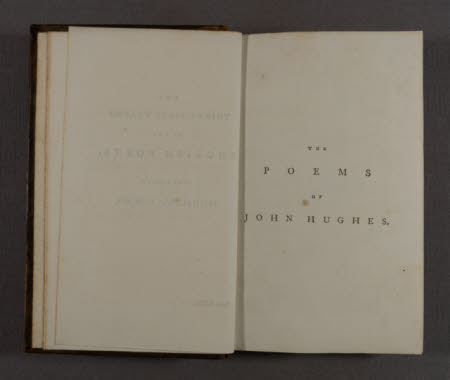 THE
POEMS
OF
JOHN HUGHES.